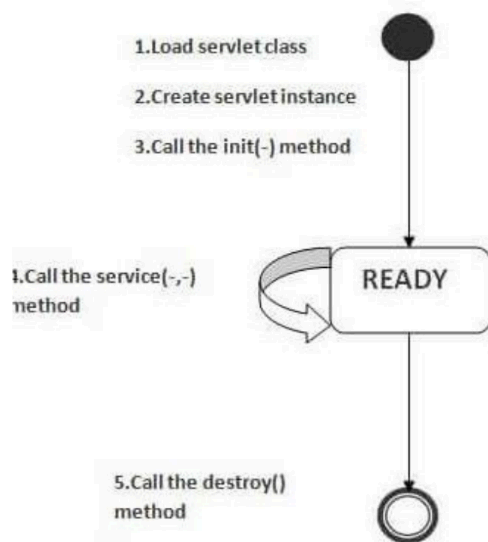 1.Load servlet class
2.Create servlet instance
3.Call the init(-) method
4.Call the service(-,-)
method
READY
5.Call the destroy()
method